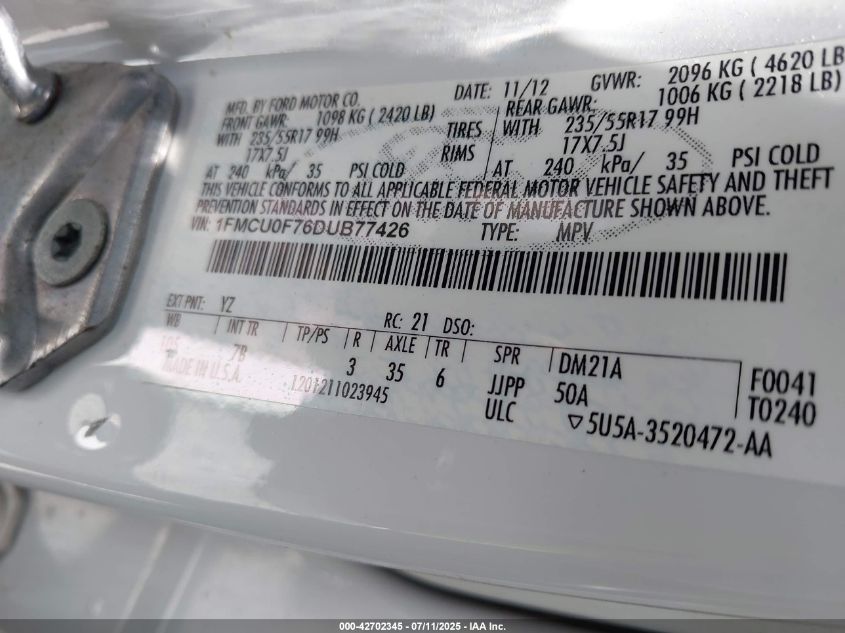 MFD. BY FORD MOTOR CO. DATE: 11/12 GVWR: 2096 KG ( 4620 LB
FRONT GAWR: 1098 KG ( 2420 LB) REAR GAWR: 1006 KG ( 2218 LB)
WITH 235/55R17 99H TIRES WITH 235/55R17 99H
17X7.5J RIMS 17X7.5J
AT 240 kPa/ 35 PSI COLD AT 240 kPa/ 35 PSI COLD
THIS VEHICLE CONFORMS TO ALL APPLICABLE FEDERAL MOTOR VEHICLE SAFETY AND THEFT
PREVENTION STANDARDS IN EFFECT ON THE DATE OF MANUFACTURE SHOWN ABOVE.
VIN: 1FMCU0F76DUB77426 TYPE: MPV
EXT PNT: YZ RC: 21 DSO:
WB INT TR TP/PS R AXLE TR SPR DM21A F0041
105 7B 3 35 6 JJPP 50A T0240
MADE IN U.S.A. 1201211023945 ULC 5U5A-3520472-AA
000-42702345 - 07/11/2025 - IAA Inc.